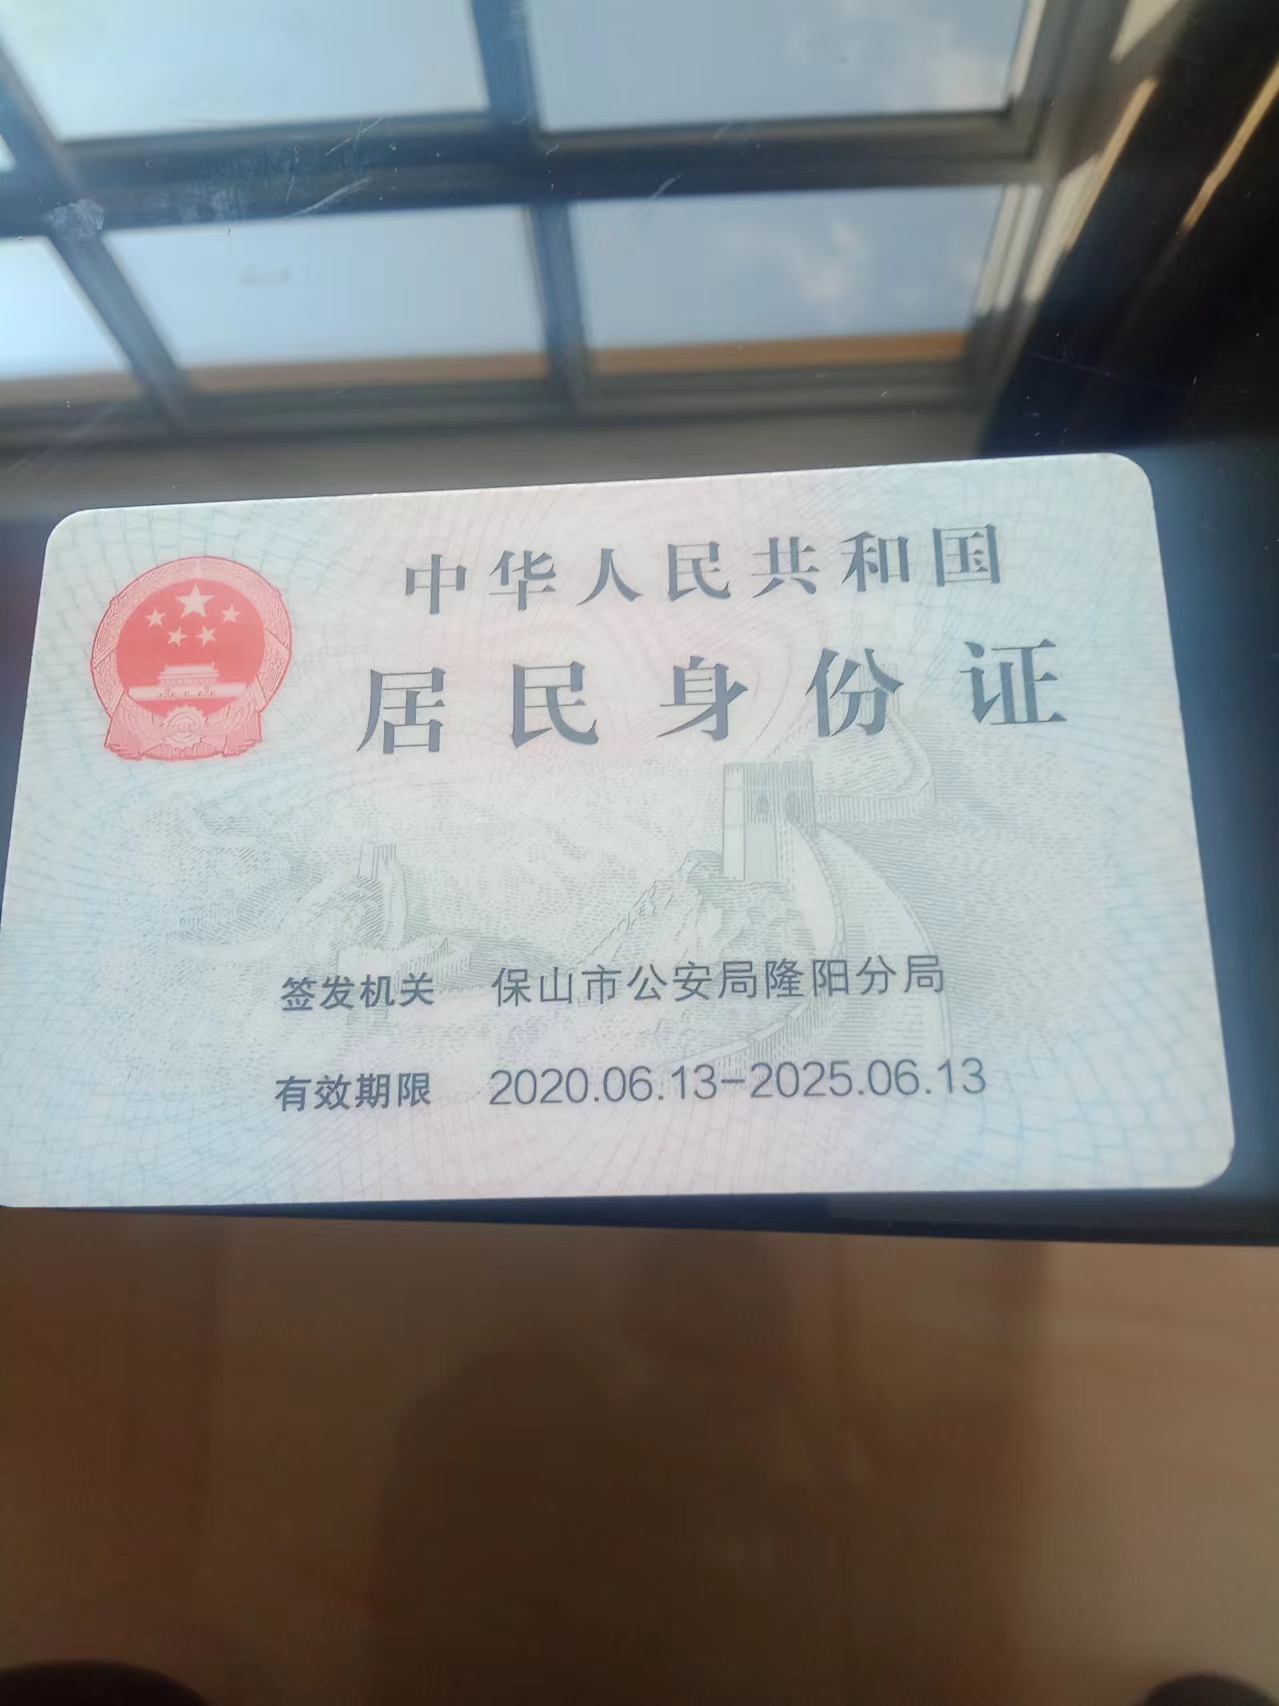 中华人民共和国
居民身份证
签发机关 保山市公安局隆阳分局
有效期限 2020.06.13-2025.06.13